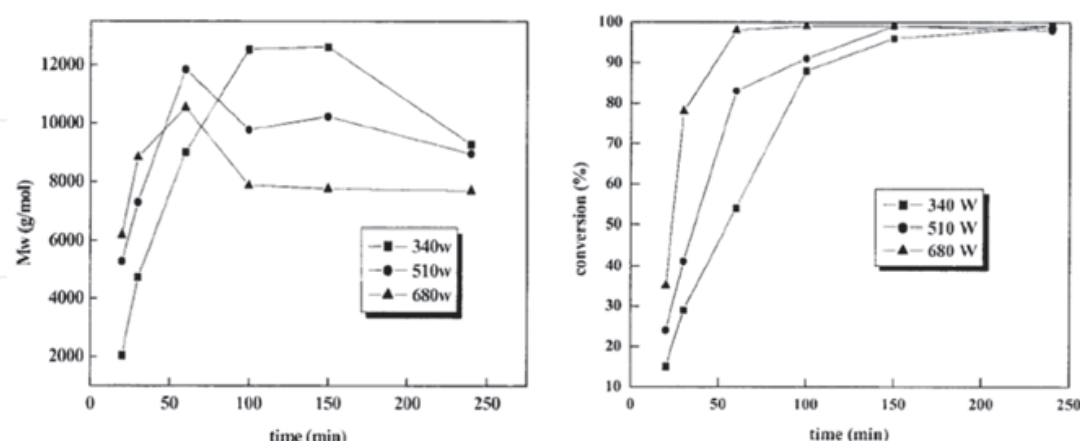 12000
10000
8000
6000
4000
2000
Mw (g/mol)
0 50 100 150 200 250
time (min)
340w
510w
680w
100
90
80
70
60
50
40
30
20
10
conversion (%)
0 50 100 150 200 250
time (min)
340 W
510 W
680 W